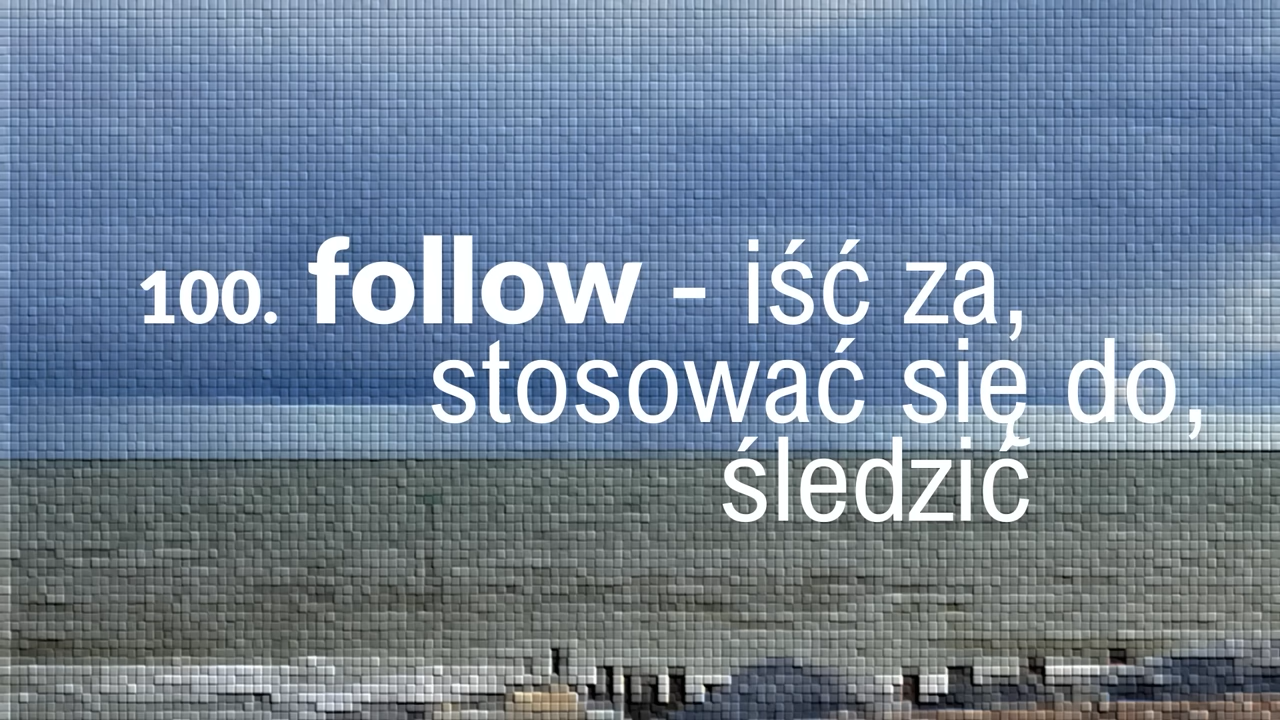 100. follow - iść za,
stosować się do,
śledzić